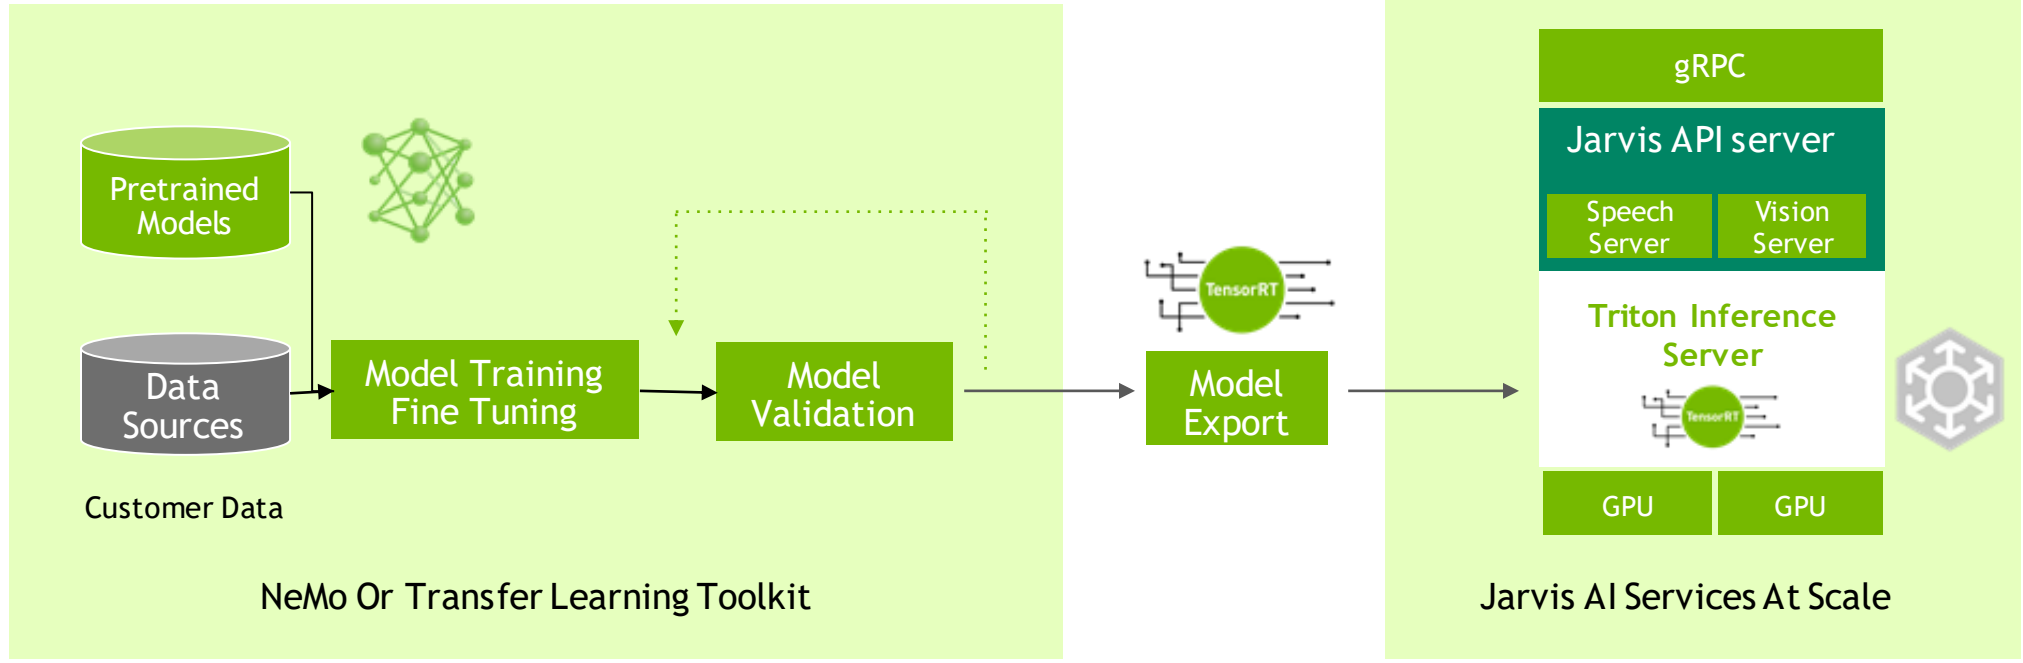 Pretrained
Models
Data
Sources
Customer Data
Model Training
Fine Tuning
Model
Validation
NeMo Or Transfer Learning Toolkit
TensorRT
Model
Export
gRPC
Jarvis API server
Speech
Server
Vision
Server
Triton Inference
Server
TensorRT
GPU
GPU
Jarvis AI Services At Scale